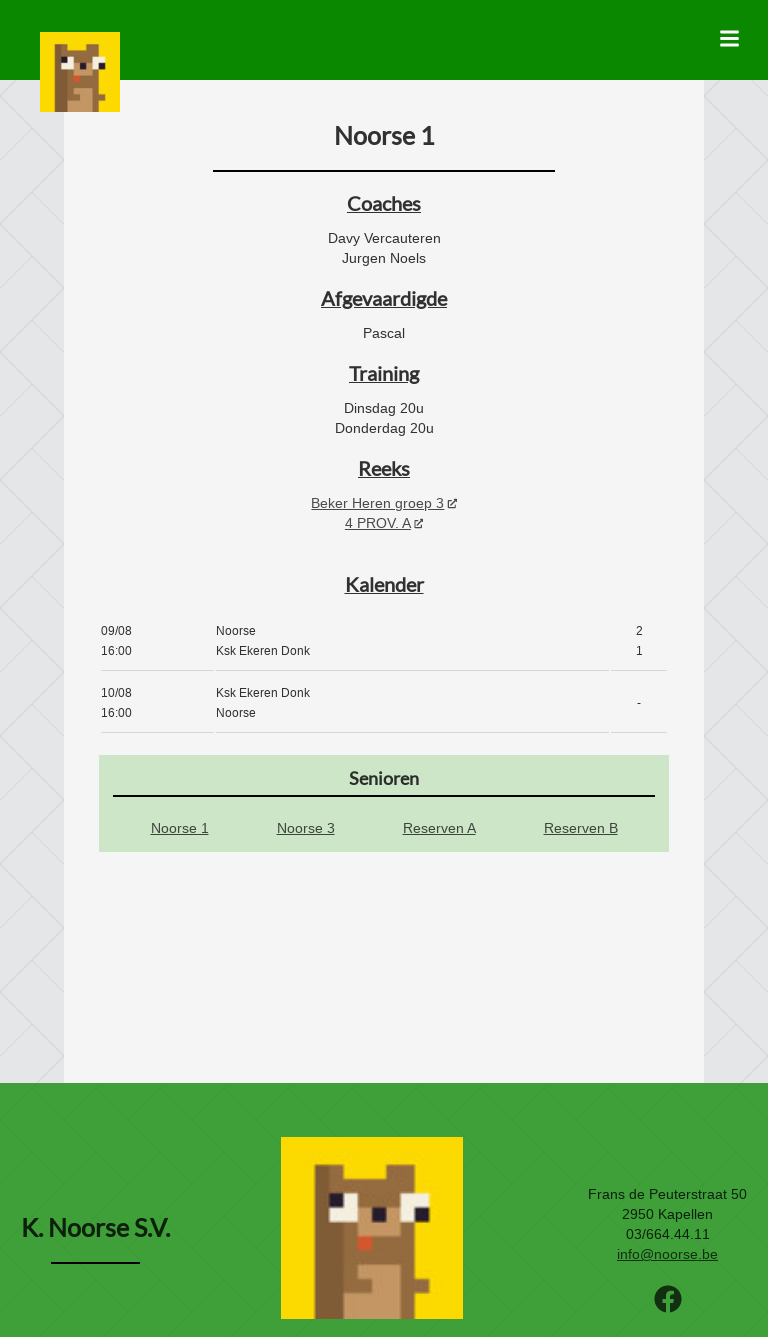 Noorse 1
Coaches
Davy Vercauteren
Jurgen Noels
Afgevaardigde
Pascal
Training
Dinsdag 20u
Donderdag 20u
Reeks
Beker Heren groep 3
4 PROV. A
Kalender
09/08 Noorse 2
16:00 Ksk Ekeren Donk 1
10/08 Ksk Ekeren Donk
-
16:00 Noorse
Senioren
Noorse 1 Noorse 3 Reserven A Reserven B
K. Noorse S.V.
Frans de Peuterstraat 50
2950 Kapellen
03/664.44.11
info@noorse.be